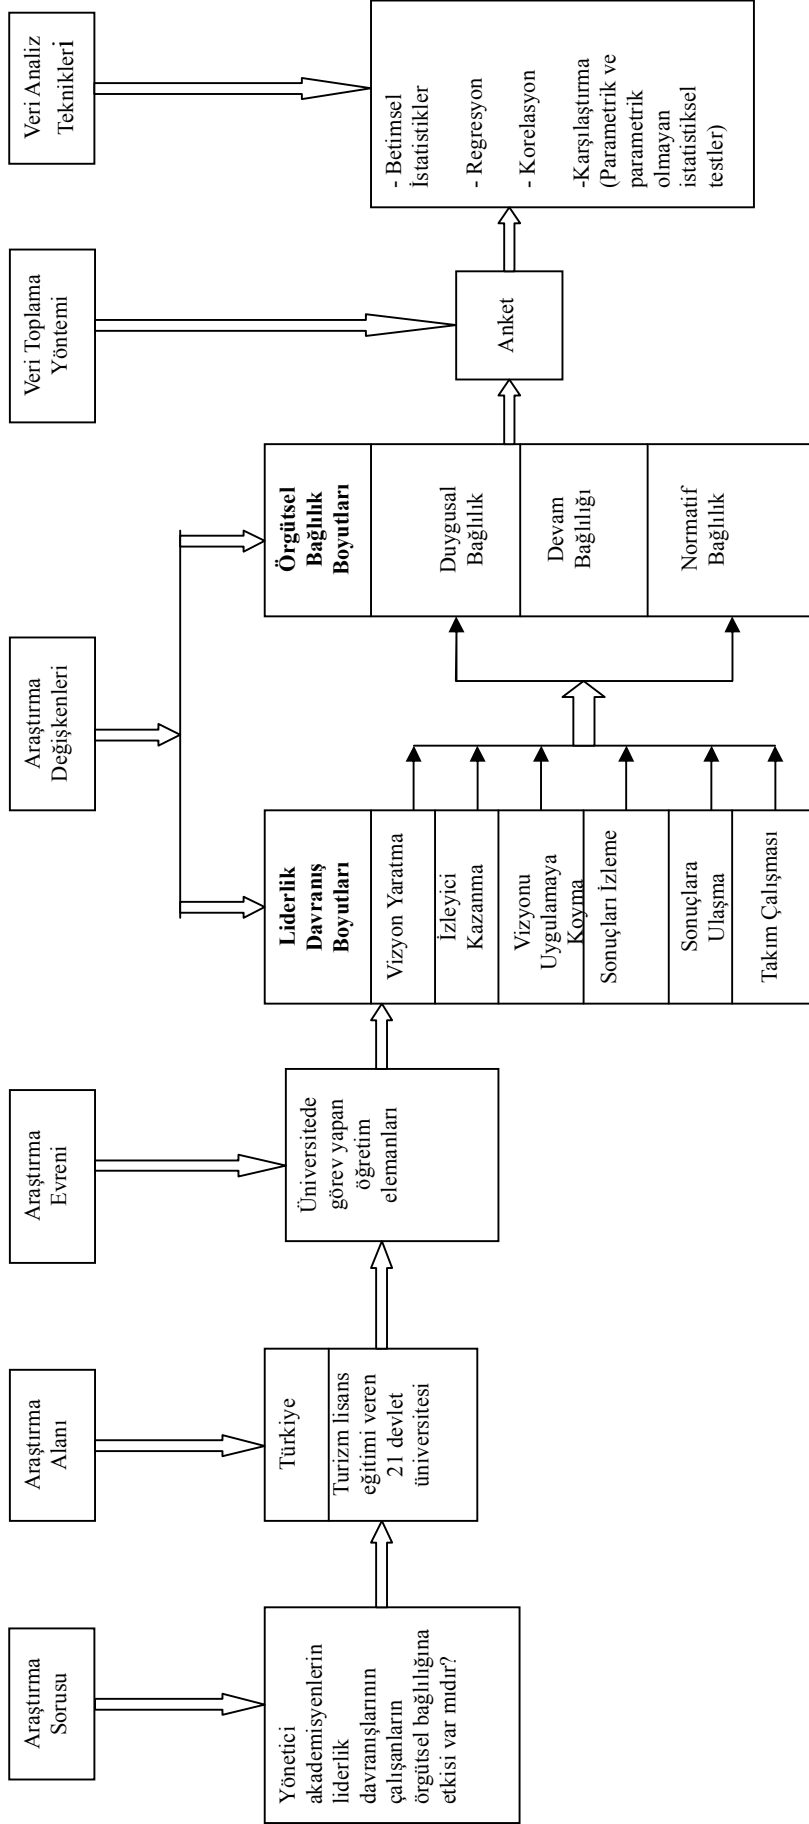 Araştırma
Sorusu
Araştırma
Alanı
Araştırma
Evreni
Araştırma
Değişkenleri
Veri Toplama
Yöntemi
Veri Analiz
Teknikleri
Yönetici
akademisyenlerin
liderlik
davranışlarının
çalışanların
örgütsel bağlılığına
etkisi var mıdır?
Türkiye
Turizm lisans
eğitimi veren
21 devlet
üniversitesi
Üniversitede
görev yapan
öğretim
elemanları
Liderlik
Davranış
Boyutları
Vizyon Yaratma
İzleyici
Kazanma
Vizyonu
Uygulamaya
Koyma
Sonuçları İzleme
Sonuçlara
Ulaşma
Takım Çalışması
Örgütsel
Bağlılık
Boyutları
Duygusal
Bağlılık
Devam
Bağlılığı
Normatif
Bağlılık
Anket
- Betimsel
İstatistikler
- Regresyon
- Korelasyon
-Karşılaştırma
(Parametrik ve
parametrik
olmayan
istatistiksel
testler)